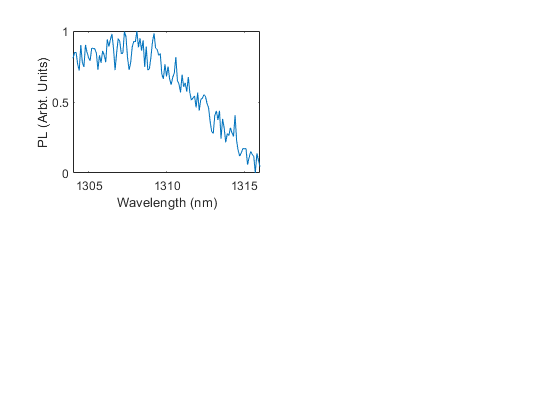 PL (Arbt. Units)
1
0.5
0
1305 1310 1315
Wavelength (nm)